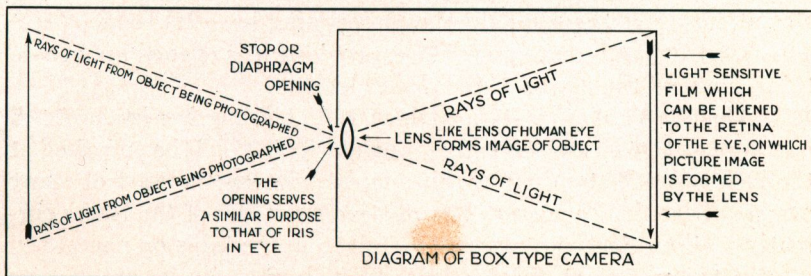 RAYS OF LIGHT FROM OBJECT BEING PHOTOGRAPHED
RAYS OF LIGHT FROM OBJECT BEING PHOTOGRAPHED
STOP OR
DIAPHRAGM
OPENING
THE
OPENING SERVES
A SIMILAR PURPOSE
TO THAT OF IRIS
IN EYE
RAYS OF LIGHT
LENS LIKE LENS OF HUMAN EYE
FORMS IMAGE OF OBJECT
RAYS OF LIGHT
LIGHT SENSITIVE
FILM WHICH
CAN BE LIKENED
TO THE RETINA
OF THE EYE, ON WHICH
PICTURE IMAGE
IS FORMED
BY THE LENS
DIAGRAM OF BOX TYPE CAMERA